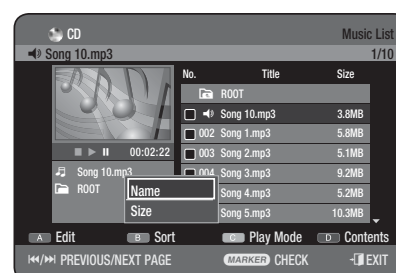 CD Music List
Song 10.mp3 1/10
No. Title Size
ROOT
Song 10.mp3 3.8MB
002 Song 1.mp3 5.8MB
00:02:22 003 Song 2.mp3 5.1MB
Song 10.mp3 004 Song 3.mp3 9.2MB
ROOT Name Song 4.mp3 5.2MB
Size Song 5.mp3 10.3MB
A Edit B Sort C Play Mode D Contents
PREVIOUS/NEXT PAGE MARKER CHECK EXIT